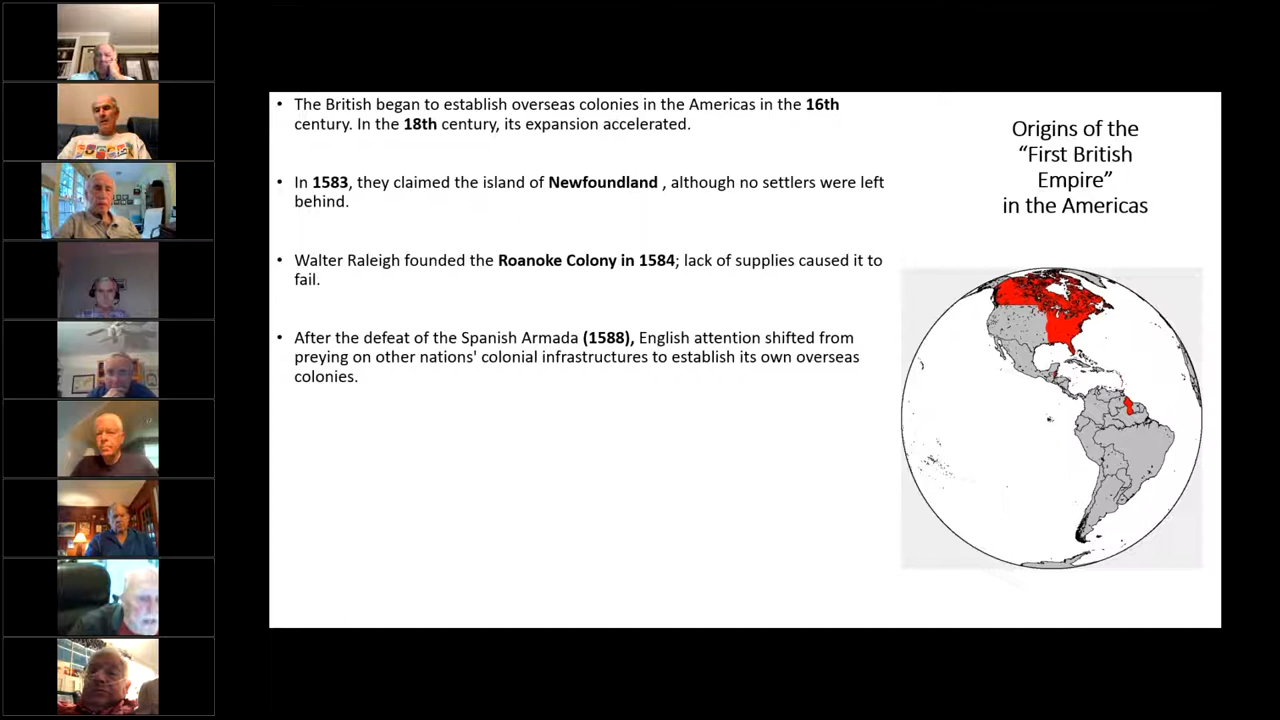 • The British began to establish overseas colonies in the Americas in the 16th
century. In the 18th century, its expansion accelerated.
• In 1583, they claimed the island of Newfoundland , although no settlers were left
behind.
• Walter Raleigh founded the Roanoke Colony in 1584; lack of supplies caused it to
fail.
• After the defeat of the Spanish Armada (1588), English attention shifted from
preying on other nations' colonial infrastructures to establish its own overseas
colonies.
Origins of the
“First British
Empire”
in the Americas